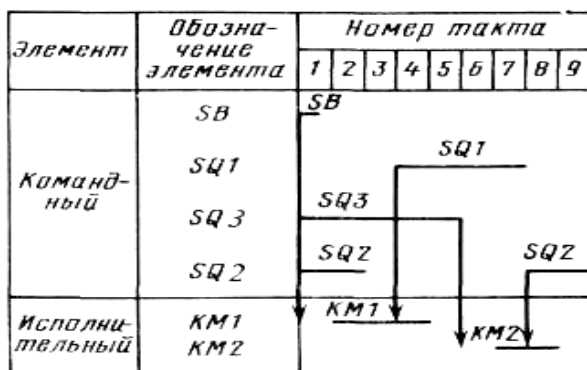 Элемент
Обозна-
чение
элемента
Номер такта
1 2 3 4 5 6 7 8 9
Команд-
ный
SB
SQ1
SQ3
SQ2
SB
SQ1
SQ3
SQ2
SQ2
Исполни-
тельный
KM1
KM2
KM1
KM2